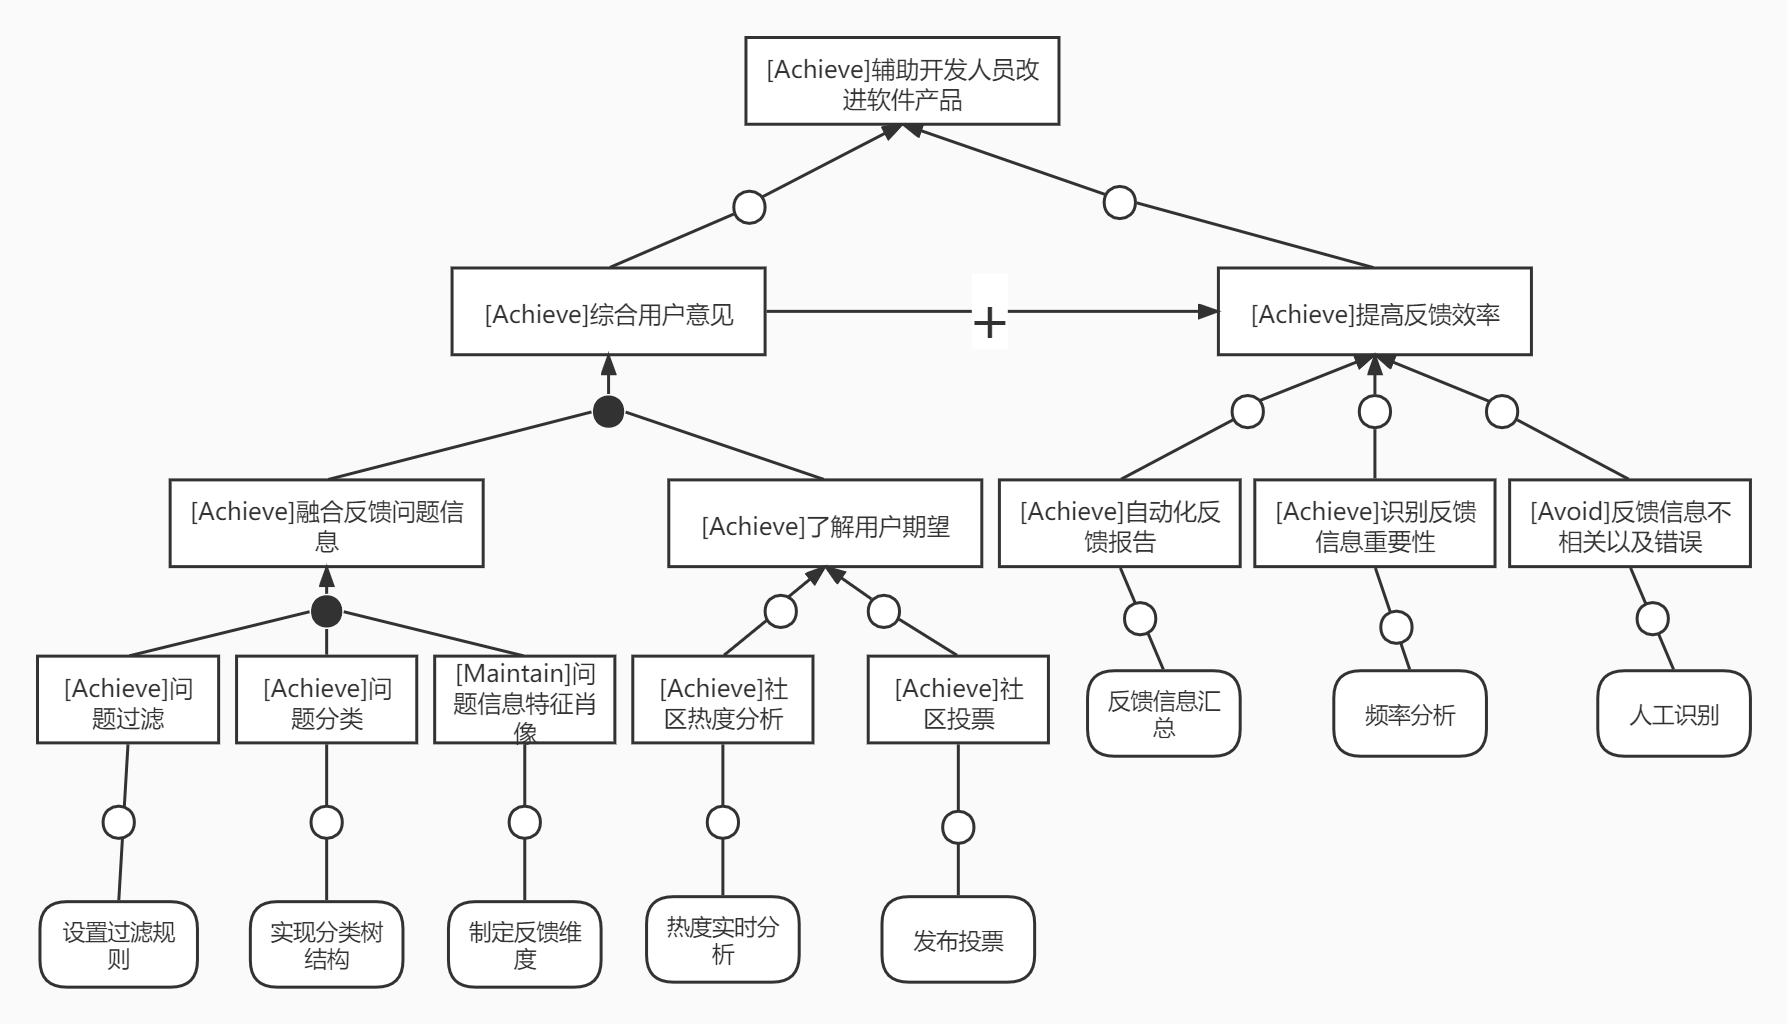 [Achieve]辅助开发人员改
进软件产品
[Achieve]综合用户意见
+
[Achieve]提高反馈效率
[Achieve]融合反馈问题信
息
[Achieve]了解用户期望
[Achieve]自动化反
馈报告
[Achieve]识别反馈
信息重要性
[Avoid]反馈信息不
相关以及错误
[Achieve]问
题过滤
[Achieve]问
题分类
[Maintain]问
题信息特征肖
像
[Achieve]社
区热度分析
[Achieve]社
区投票
反馈信息汇
总
频率分析
人工识别
设置过滤规
则
实现分类树
结构
制定反馈维
度
热度实时分
析
发布投票